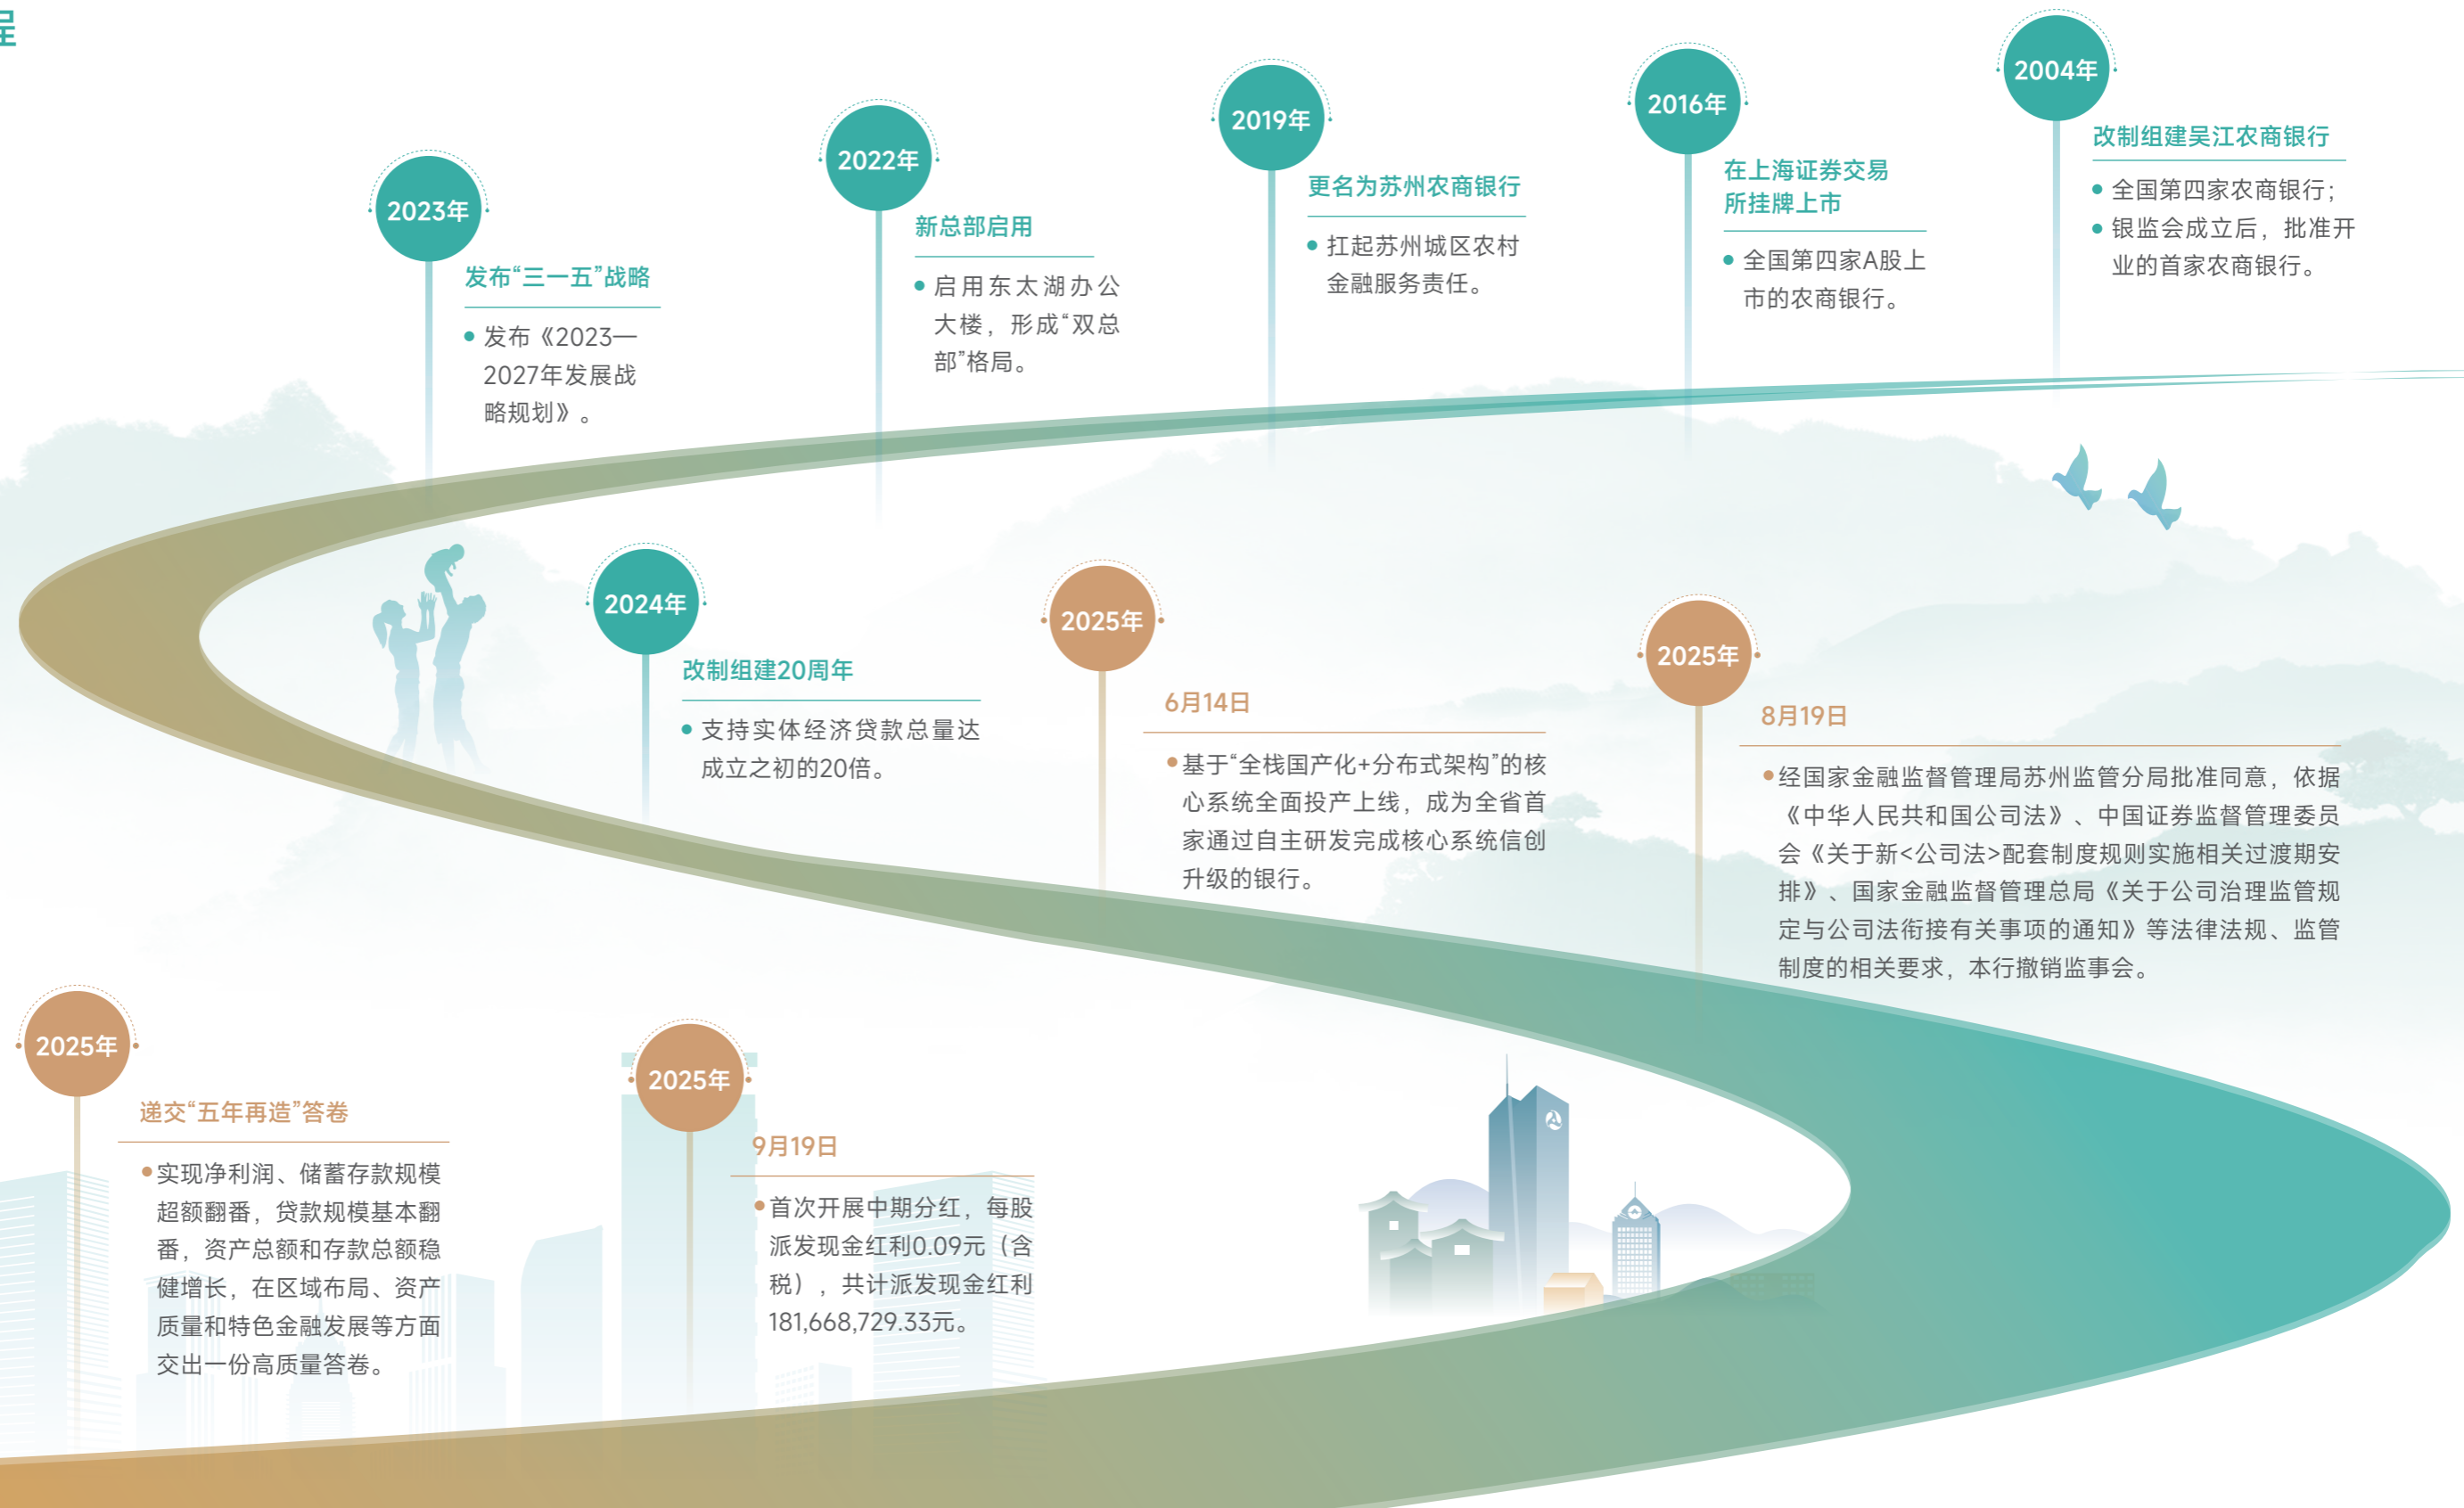 程
2023年
发布“三一五”战略
发布《2023—
2027年发展战
略规划》。
2022年
新总部启用
启用东太湖办公
大楼，形成“双总
部”格局。
2019年
更名为苏州农商银行
扛起苏州城区农村
金融服务责任。
2016年
在上海证券交易
所挂牌上市
全国第四家A股上
市的农商银行。
2004年
改制组建吴江农商银行
全国第四家农商银行；
银监会成立后，批准开
业的首家农商银行。
2024年
改制组建20周年
支持实体经济贷款总量达
成立之初的20倍。
2025年
6月14日
基于“全栈国产化+分布式架构”的核
心系统全面投产上线，成为全省首
家通过自主研发完成核心系统信创
升级的银行。
2025年
8月19日
经国家金融监督管理局苏州监管分局批准同意，依据
《中华人民共和国公司法》、中国证券监督管理委员
会《关于新<公司法>配套制度规则实施相关过渡期安
排》、国家金融监督管理总局《关于公司治理监管规
定与公司法衔接有关事项的通知》等法律法规、监管
制度的相关要求，本行撤销监事会。
2025年
递交“五年再造”答卷
实现净利润、储蓄存款规模
超额翻番，贷款规模基本翻
番，资产总额和存款总额稳
健增长，在区域布局、资产
质量和特色金融发展等方面
交出一份高质量答卷。
2025年
9月19日
首次开展中期分红，每股
派发现金红利0.09元（含
税），共计派发现金红利
181,668,729.33元。